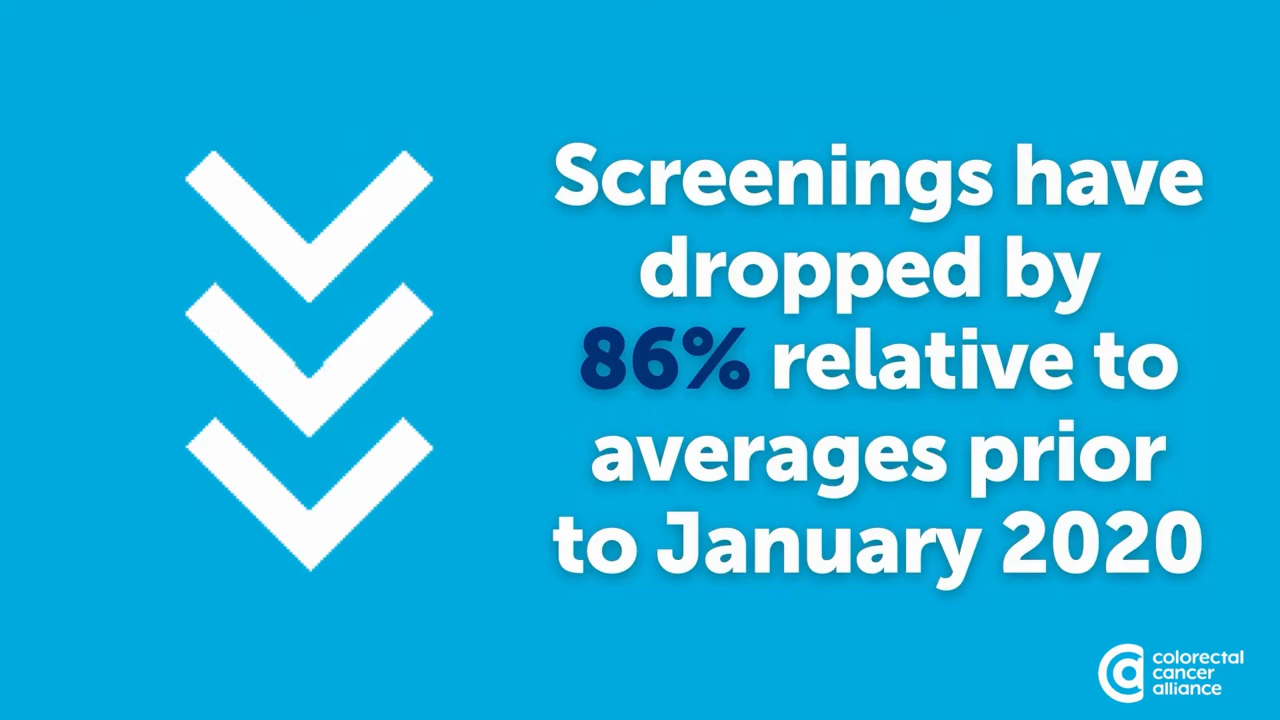 Screenings have
dropped by
86% relative to
averages prior
to January 2020
colorectal
cancer
alliance